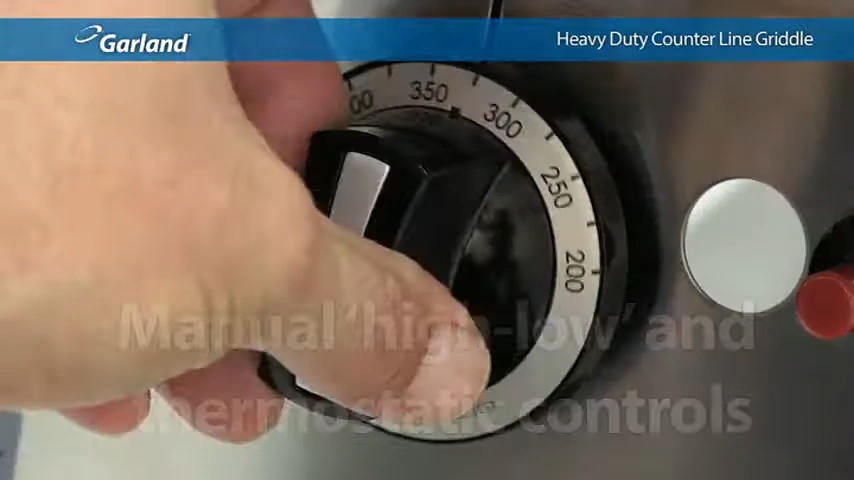 Garland
Heavy Duty Counter Line Griddle
350
300
250
200
Manual 'high-low' and
thermostatic controls